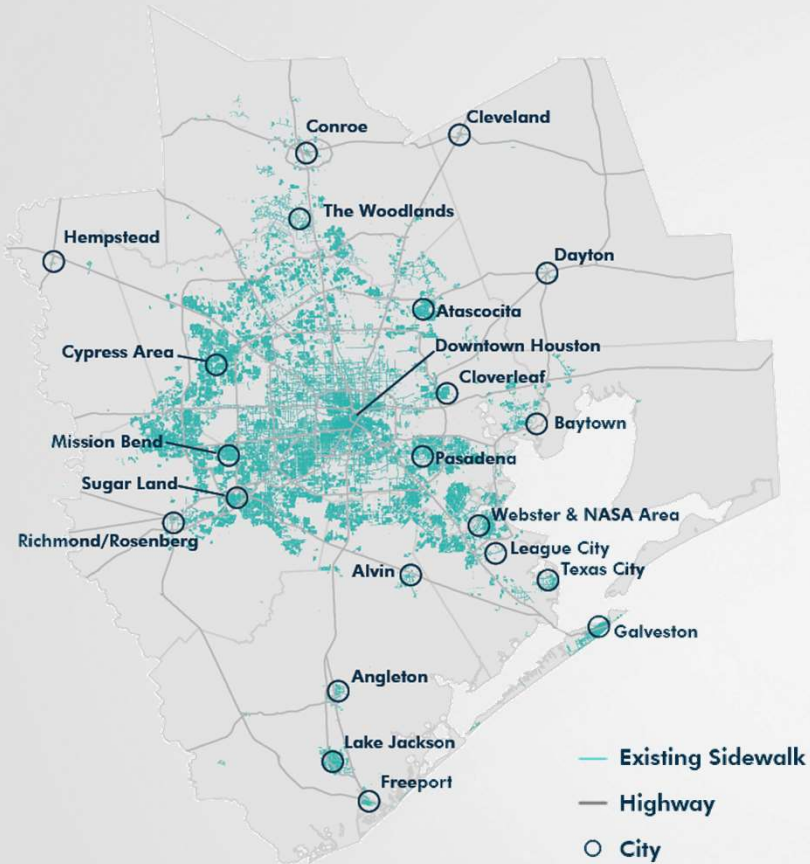 Conroe
Cleveland
The Woodlands
Hempstead
Dayton
Atascocita
Downtown Houston
Cypress Area
Cloverleaf
Baytown
Mission Bend
Pasadena
Sugar Land
Webster & NASA Area
Richmond/Rosenberg
League City
Alvin
Texas City
Galveston
Angleton
Lake Jackson
Freeport
Existing Sidewalk
Highway
City